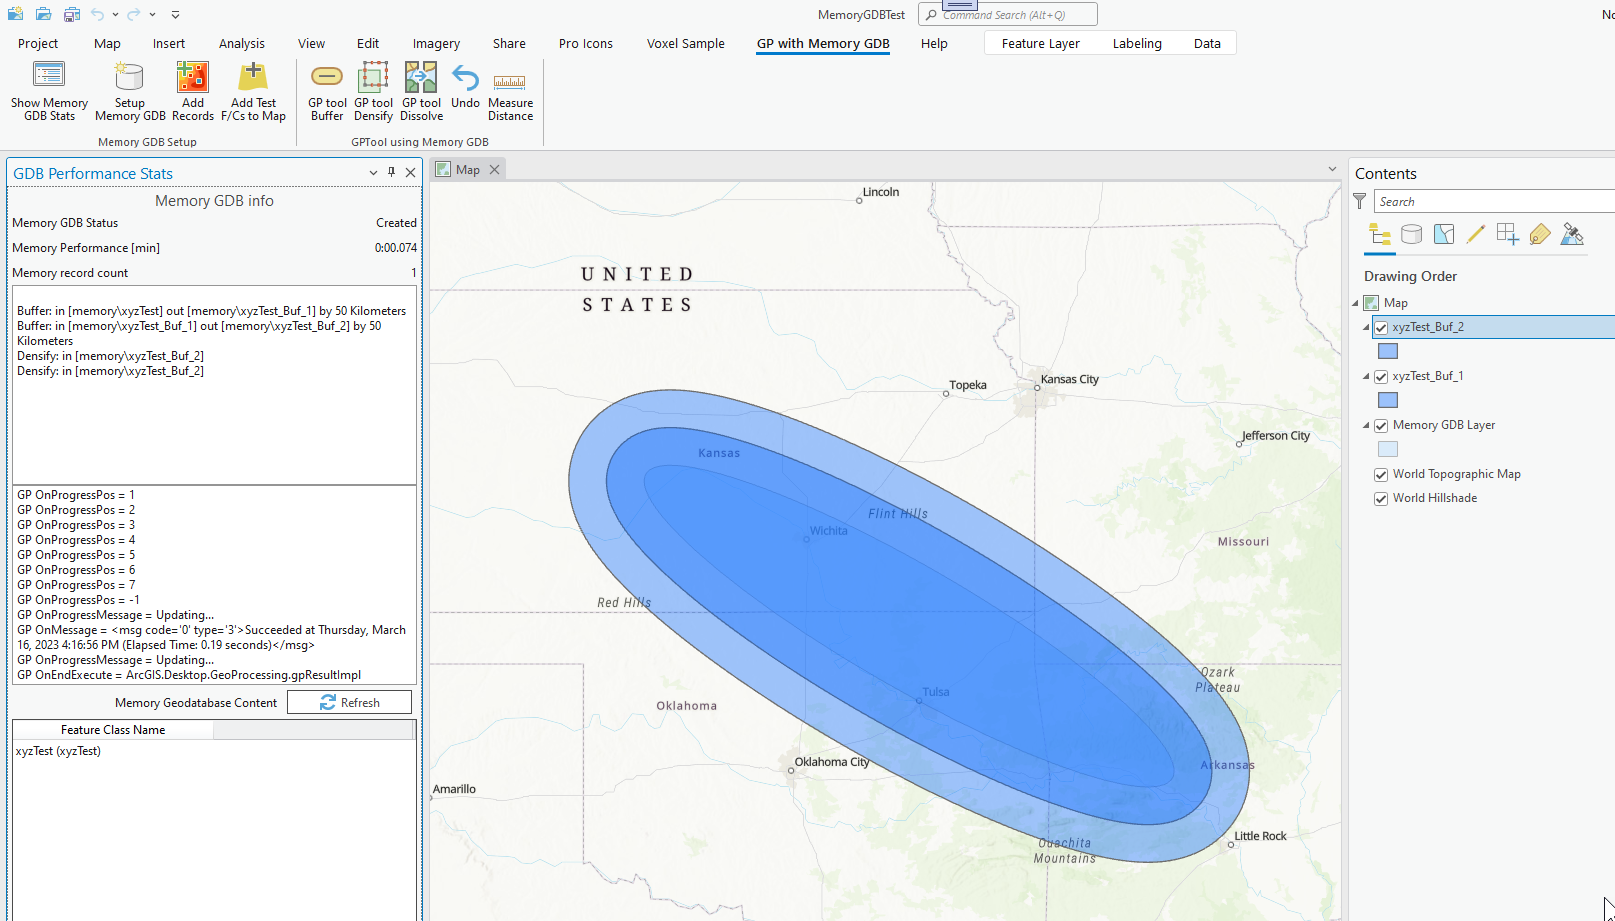 MemoryGDBTest
Command Search (Alt+Q)
No
Project
Map
Insert
Analysis
View
Edit
Imagery
Share
Pro Icons
Voxel Sample
GP with Memory GDB
Help
Feature Layer
Labeling
Data
Show Memory
GDB Stats
Setup
Memory GDB
Add
Records
Add Test
F/Cs to Map
GP tool
Buffer
GP tool
Densify
GP tool
Dissolve
Undo
Measure
Distance
Memory GDB Setup
GPTool using Memory GDB
GDB Performance Stats
Memory GDB info
Memory GDB Status
Created
Memory Performance [min]
0:00.074
Memory record count
1
Buffer: in [memory\xyzTest] out [memory\xyzTest_Buf_1] by 50 Kilometers
Buffer: in [memory\xyzTest_Buf_1] out [memory\xyzTest_Buf_2] by 50
Kilometers
Densify: in [memory\xyzTest_Buf_2]
Densify: in [memory\xyzTest_Buf_2]
GP OnProgressPos = 1
GP OnProgressPos = 2
GP OnProgressPos = 3
GP OnProgressPos = 4
GP OnProgressPos = 5
GP OnProgressPos = 6
GP OnProgressPos = 7
GP OnProgressPos = -1
GP OnProgressMessage = Updating...
GP OnMessage = <msg code='0' type='3'>Succeeded at Thursday, March
16, 2023 4:16:56 PM (Elapsed Time: 0.19 seconds)</msg>
GP OnProgressMessage = Updating...
GP OnEndExecute = ArcGIS.Desktop.GeoProcessing.gpResultImpl
Memory Geodatabase Content
Refresh
Feature Class Name
xyzTest (xyzTest)
Map
Lincoln
UNITED
STATES
Topeka
Kansas City
Jefferson City
Kansas
Flint Hills
Wichita
Missouri
Red Hills
Ozark
Plateau
Tulsa
Oklahoma
Oklahoma City
Arkansas
Amarillo
Little Rock
Ouachita
Mountains
Contents
Search
Drawing Order
Map
xyzTest_Buf_2
xyzTest_Buf_1
Memory GDB Layer
World Topographic Map
World Hillshade